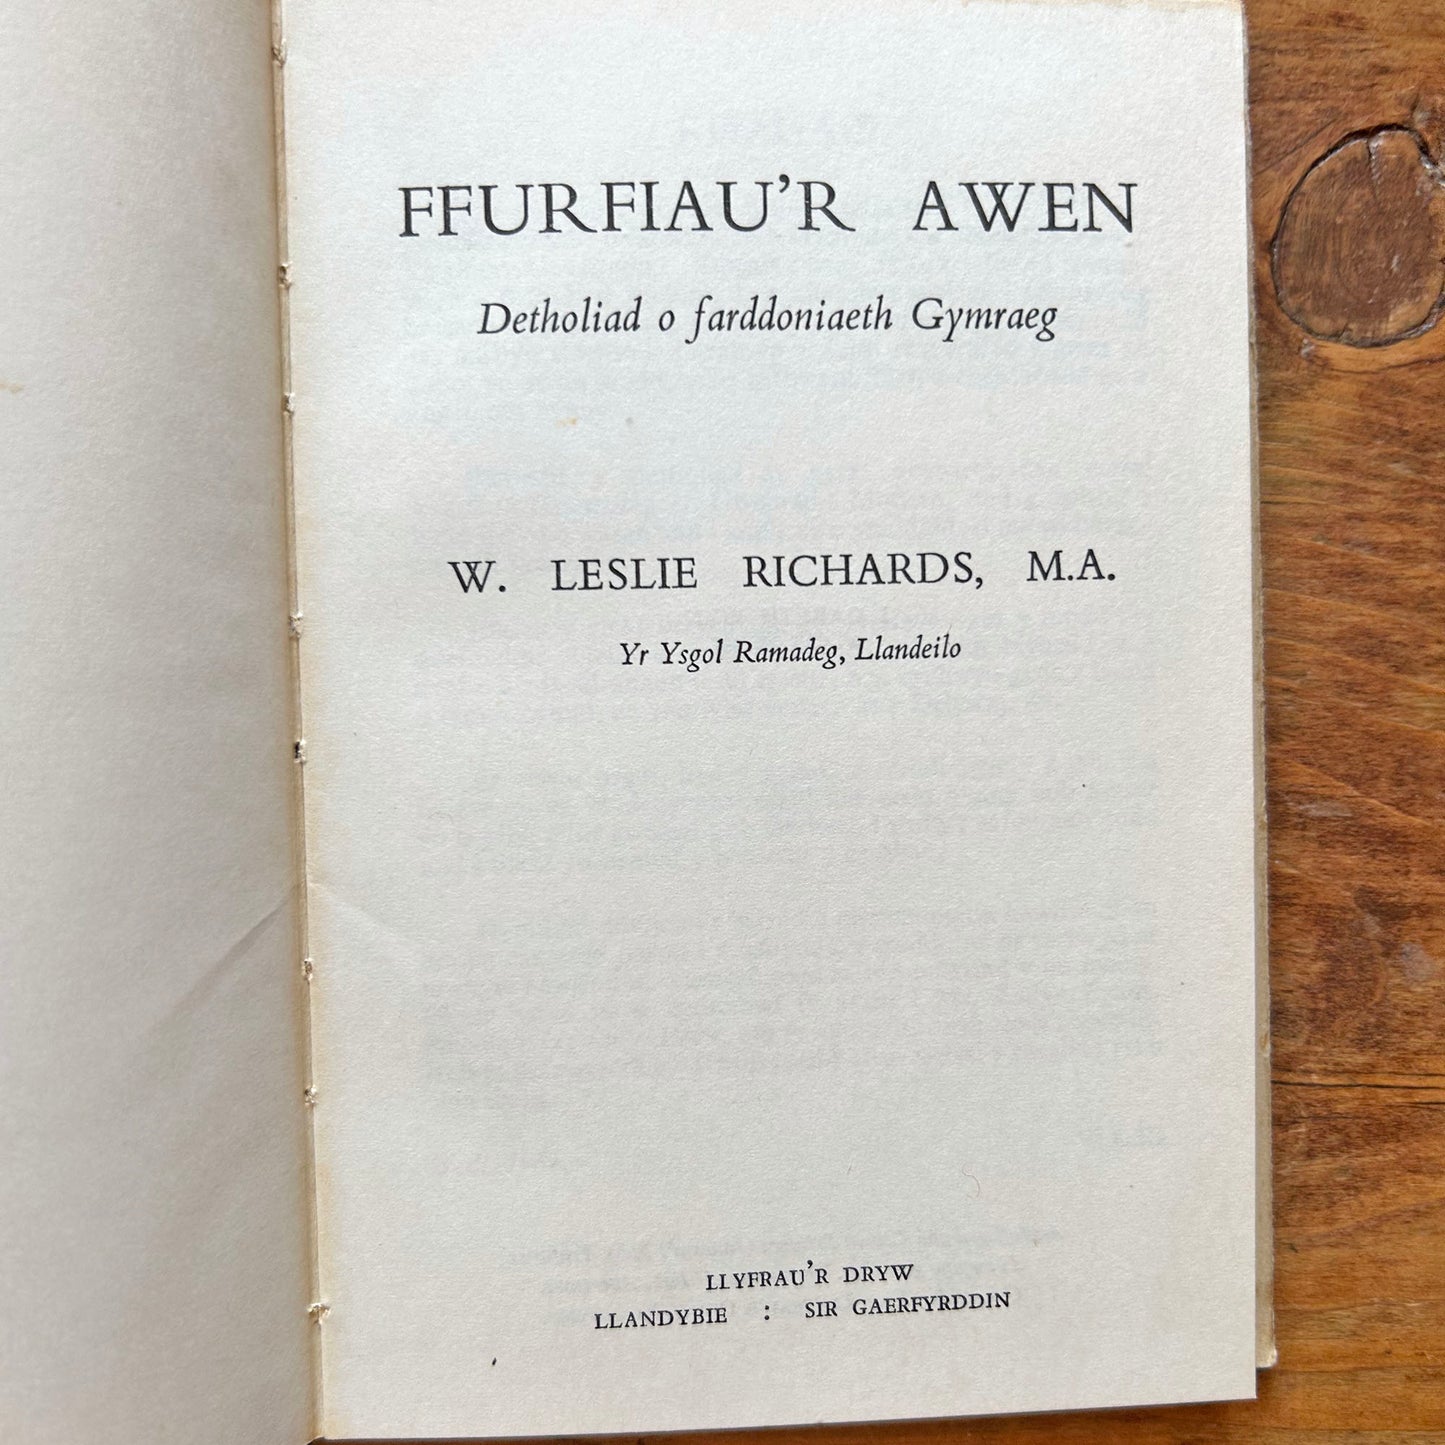 FFURFIAU'R AWEN
Detholiad o farddoniaeth Gymraeg
W. LESLIE RICHARDS, M.A.
Yr Ysgol Ramadeg, Llandeilo
LLYFRAU'R DRYW
LLANDYBIE : SIR GAERFYRDDIN